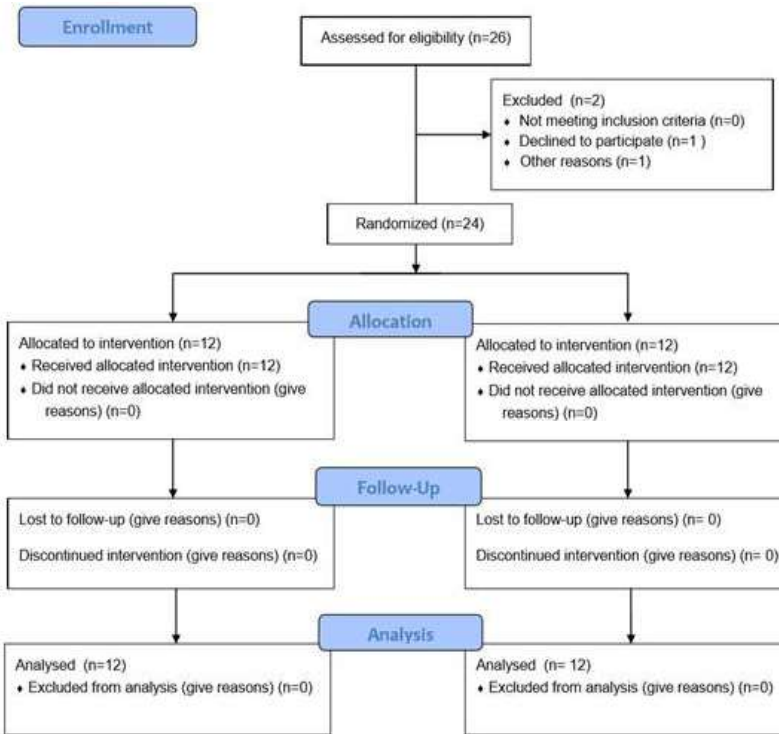 Enrollment
Assessed for eligibility (n=26)
Excluded (n=2)
♦ Not meeting inclusion criteria (n=0)
♦ Declined to participate (n=1 )
♦ Other reasons (n=1)
Randomized (n=24)
Allocation
Allocated to intervention (n=12)
♦ Received allocated intervention (n=12)
♦ Did not receive allocated intervention (give
reasons) (n=0)
Allocated to intervention (n=12)
♦ Received allocated intervention (n=12)
♦ Did not receive allocated intervention (give
reasons) (n=0)
Follow-Up
Lost to follow-up (give reasons) (n=0)
Discontinued intervention (give reasons) (n=0)
Lost to follow-up (give reasons) (n= 0)
Discontinued intervention (give reasons) (n= 0)
Analysis
Analysed (n=12)
♦ Excluded from analysis (give reasons) (n=0)
Analysed (n= 12)
♦ Excluded from analysis (give reasons) (n=0)